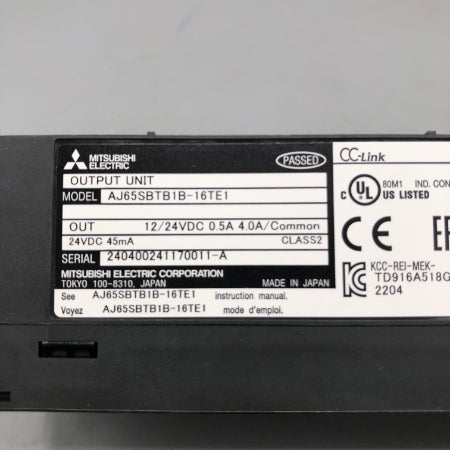 MITSUBISHI
ELECTRIC
PASSED
OUTPUT UNIT
MODEL AJ65SBTB1B-16TE1
OUT 12/24VDC 0.5A 4.0A/Common
24VDC 45mA CLASS2
SERIAL 240400241170011-A
MITSUBISHI ELECTRIC CORPORATION
TOKYO 100-8310, JAPAN MADE IN JAPAN
See AJ65SBTB1B-16TE1 instruction manual.
Voyez AJ65SBTB1B-16TE1 mode d'emploi.
CC-Link
C UL 80M1 IND. CON
US LISTED
CE
KCC-REI-MEK-
TD916A518G
2204